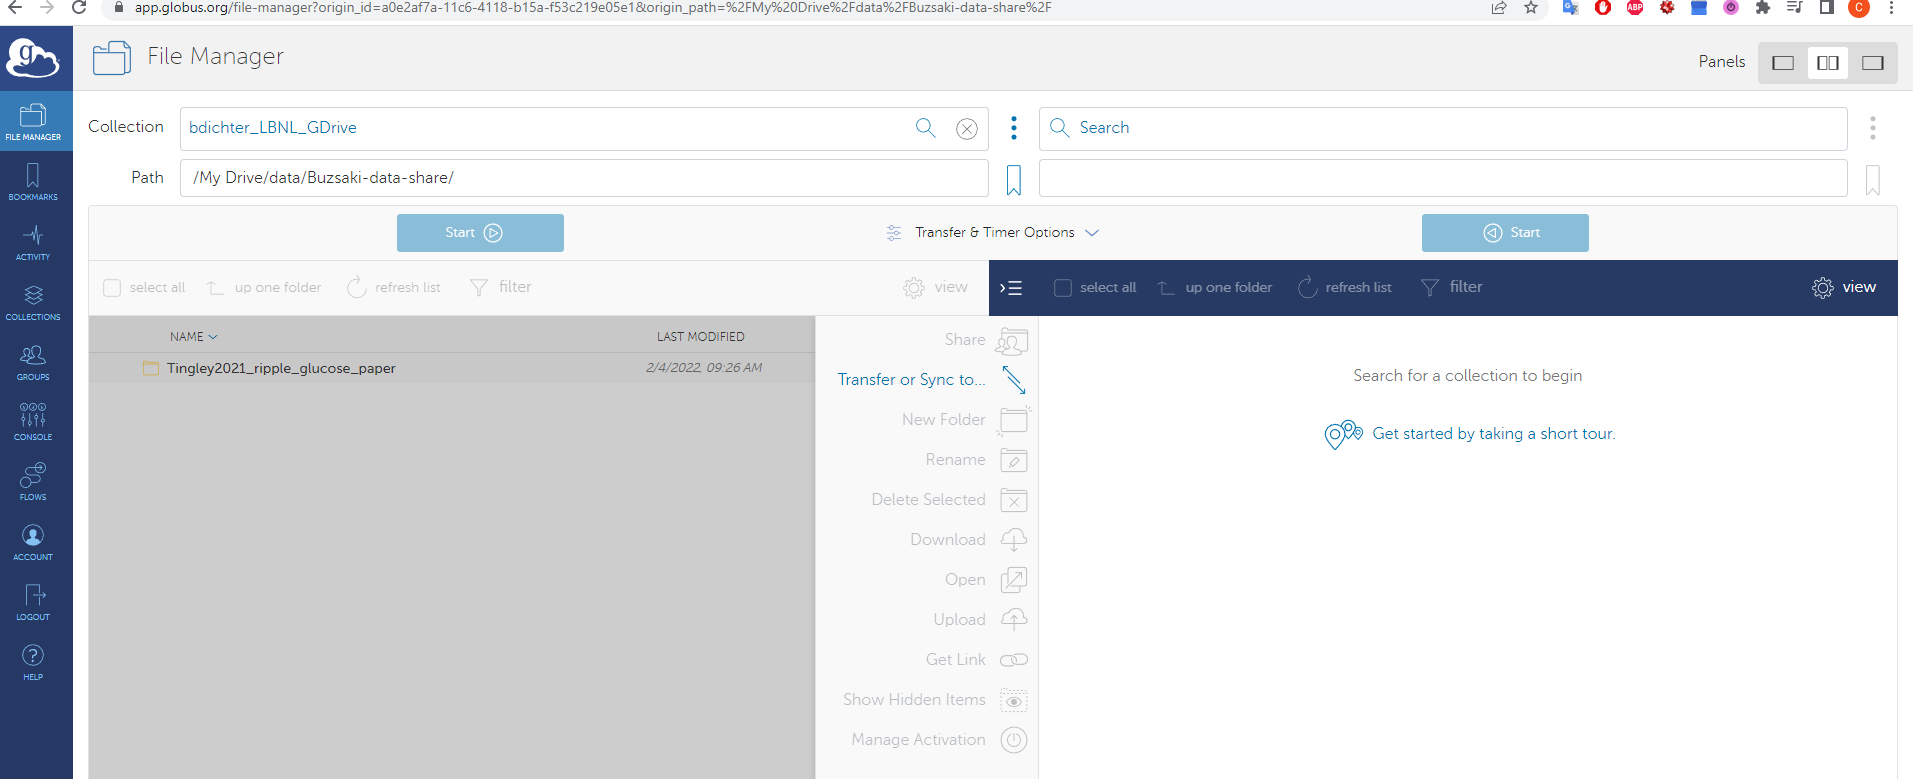 app.globus.org/file-manager?origin_id=a0e2af7a-11c6-4118-b15a-f53c219e05e1&origin_path=%2FMy%20Drive%2Fdata%2FBuzsaki-data-share%2F
ABP
C
g
File Manager
Panels
FILE MANAGER
BOOKMARKS
ACTIVITY
COLLECTIONS
GROUPS
CONSOLE
FLOWS
ACCOUNT
LOGOUT
?
HELP
Collection
bdichter_LBNL_GDrive
Search
Path
/My Drive/data/Buzsaki-data-share/
Start
Transfer & Timer Options
Start
select all
up one folder
refresh list
filter
view
select all
up one folder
refresh list
filter
view
NAME
LAST MODIFIED
Tingley2021_ripple_glucose_paper
2/4/2022, 09:26 AM
Share
Transfer or Sync to...
New Folder
Rename
Delete Selected
Download
Open
Upload
Get Link
Show Hidden Items
Manage Activation
Search for a collection to begin
Get started by taking a short tour.